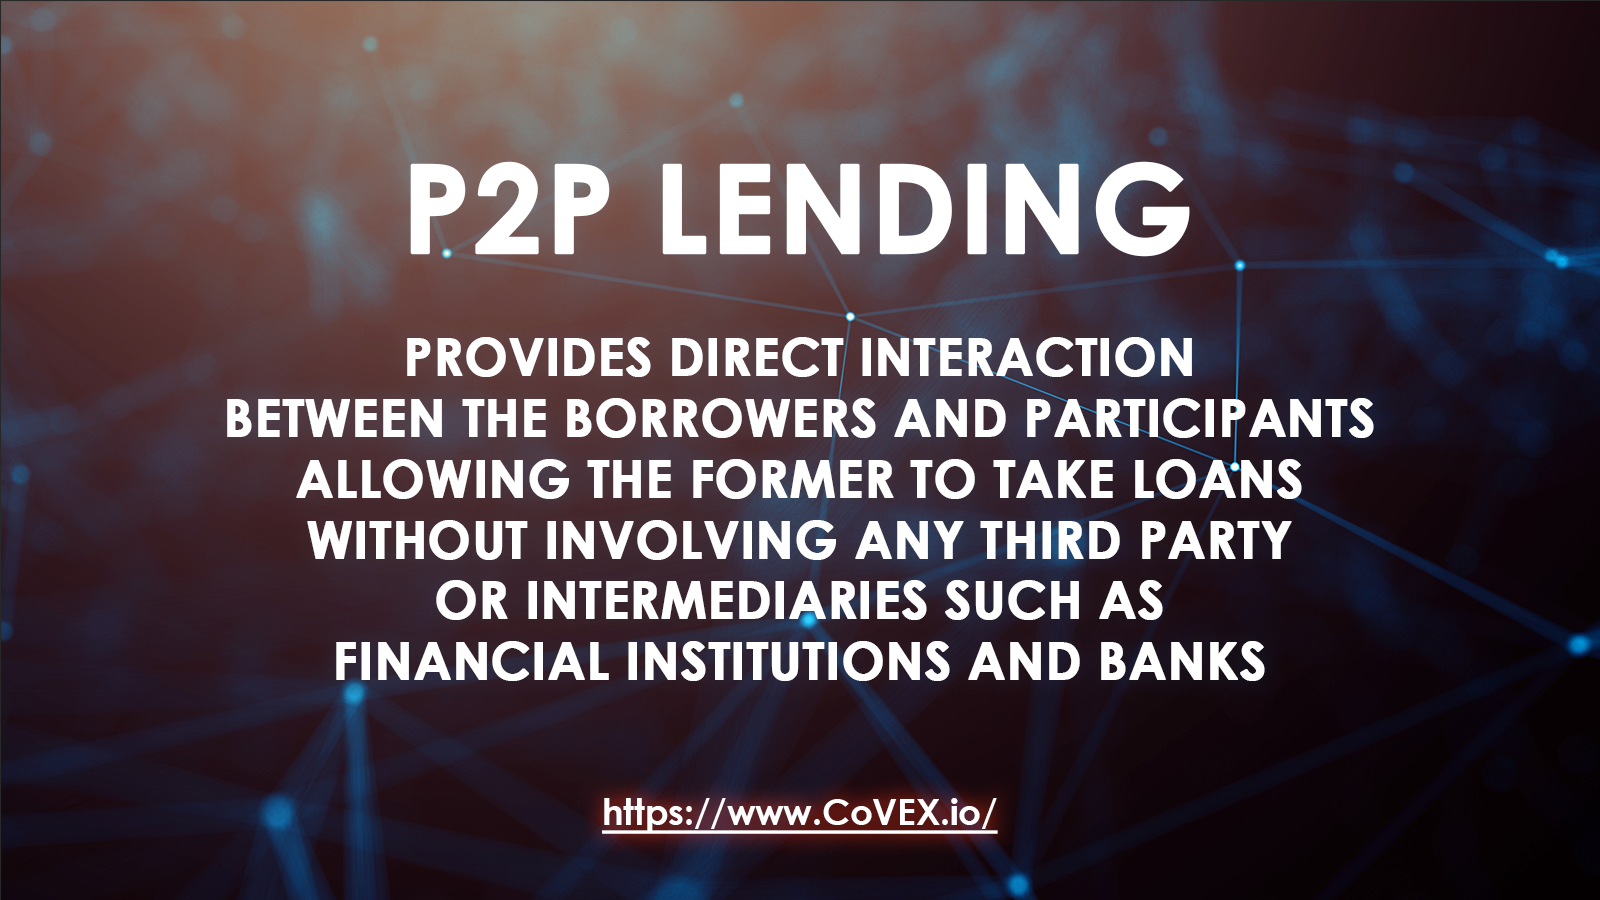 P2P LENDING
PROVIDES DIRECT INTERACTION
BETWEEN THE BORROWERS AND PARTICIPANTS
ALLOWING THE FORMER TO TAKE LOANS
WITHOUT INVOLVING ANY THIRD PARTY
OR INTERMEDIARIES SUCH AS
FINANCIAL INSTITUTIONS AND BANKS
https://www.CoVEX.io/